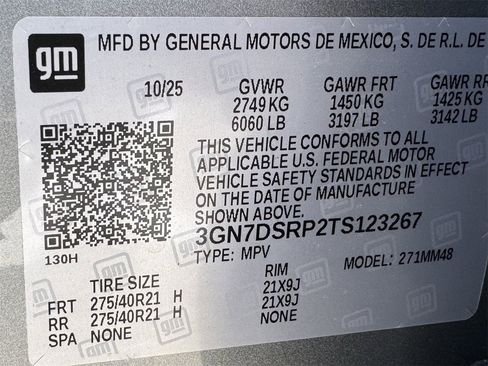 gm
MFD BY GENERAL MOTORS DE MEXICO, S. DE R.L. DE
10/25 GVWR GAWR FRT GAWR RR
2749 KG 1450 KG 1425 KG
6060 LB 3197 LB 3142 LB
THIS VEHICLE CONFORMS TO ALL
APPLICABLE U.S. FEDERAL MOTOR
VEHICLE SAFETY STANDARDS IN EFFECT
ON THE DATE OF MANUFACTURE
SHOWN ABOVE.
3GN7DSRP2TS123267
130H TYPE: MPV MODEL: 271MM48
TIRE SIZE RIM
FRT 275/40R21 H 21X9J
RR 275/40R21 H 21X9J
SPA NONE NONE